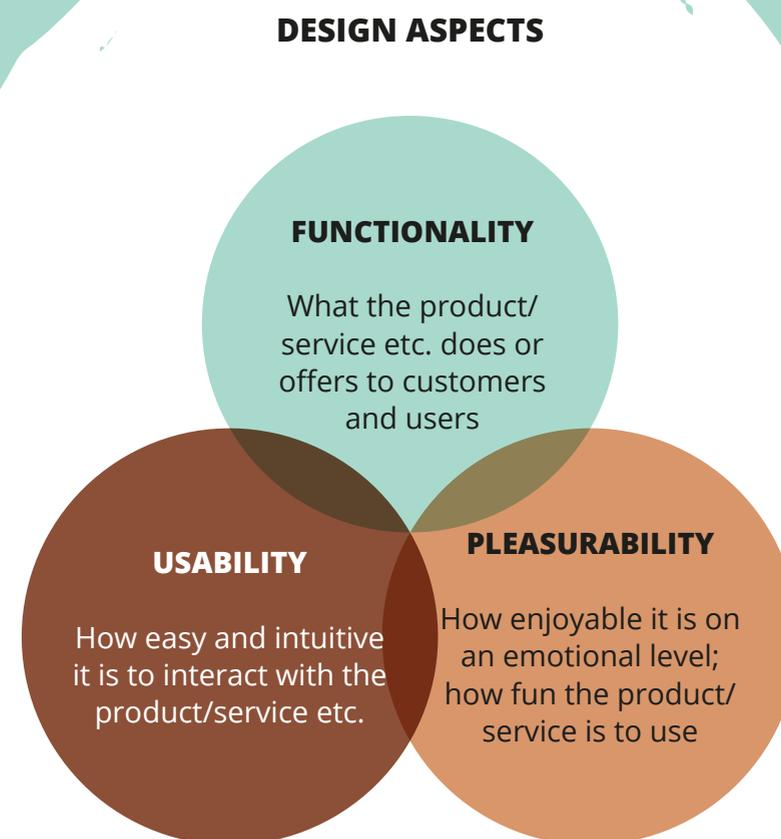 DESIGN ASPECTS
FUNCTIONALITY
What the product/
service etc. does or
offers to customers
and users
USABILITY
How easy and intuitive
it is to interact with the
product/service etc.
PLEASURABILITY
How enjoyable it is on
an emotional level;
how fun the product/
service is to use